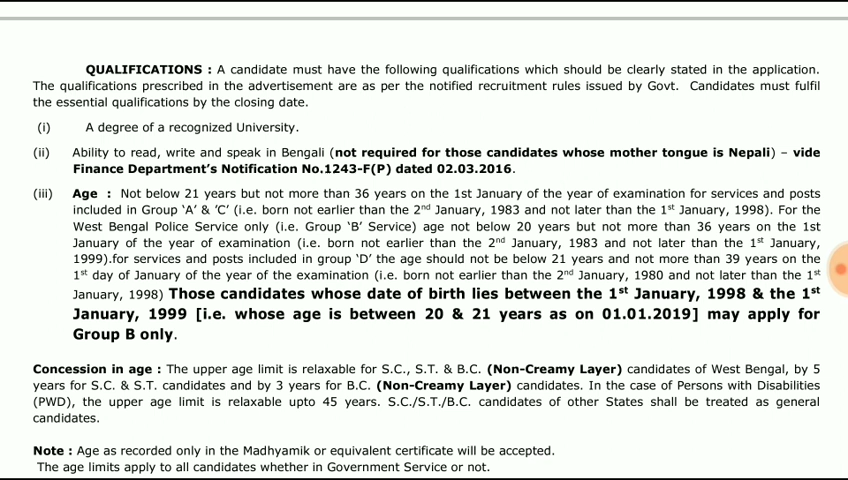 QUALIFICATIONS : A candidate must have the following qualifications which should be clearly stated in the application.
The qualifications prescribed in the advertisement are as per the notified recruitment rules issued by Govt. Candidates must fulfil
the essential qualifications by the closing date.
(i) A degree of a recognized University.
(ii) Ability to read, write and speak in Bengali (not required for those candidates whose mother tongue is Nepali) – vide
Finance Department's Notification No.1243-F(P) dated 02.03.2016.
(iii) Age : Not below 21 years but not more than 36 years on the 1st January of the year of examination for services and posts
included in Group 'A' & 'C' (i.e. born not earlier than the 2nd January, 1983 and not later than the 1st January, 1998). For the
West Bengal Police Service only (i.e. Group 'B' Service) age not below 20 years but not more than 36 years on the 1st
January of the year of examination (i.e. born not earlier than the 2nd January, 1983 and not later than the 1st January,
1999).for services and posts included in group 'D' the age should not be below 21 years and not more than 39 years on the
1st day of January of the year of the examination (i.e. born not earlier than the 2nd January, 1980 and not later than the 1st
January, 1998) Those candidates whose date of birth lies between the 1st January, 1998 & the 1st
January, 1999 [i.e. whose age is between 20 & 21 years as on 01.01.2019] may apply for
Group B only.
Concession in age : The upper age limit is relaxable for S.C., S.T. & B.C. (Non-Creamy Layer) candidates of West Bengal, by 5
years for S.C. & S.T. candidates and by 3 years for B.C. (Non-Creamy Layer) candidates. In the case of Persons with Disabilities
(PWD), the upper age limit is relaxable upto 45 years. S.C./S.T./B.C. candidates of other States shall be treated as general
candidates.
Note : Age as recorded only in the Madhyamik or equivalent certificate will be accepted.
The age limits apply to all candidates whether in Government Service or not.